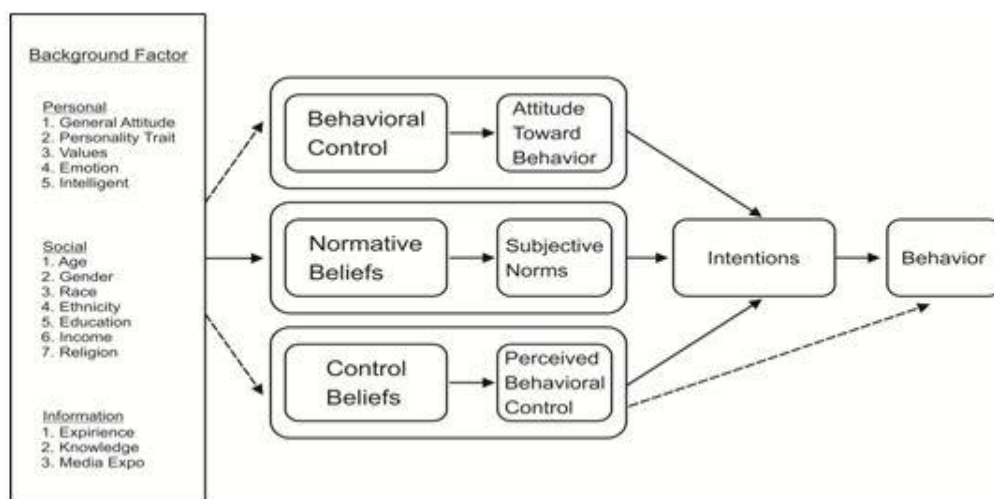 Background Factor
Personal
1. General Attitude
2. Personality Trait
3. Values
4. Emotion
5. Intelligent
Social
1. Age
2. Gender
3. Race
4. Ethnicity
5. Education
6. Income
7. Religion
Information
1. Expirience
2. Knowledge
3. Media Expo
Behavioral
Control
Attitude
Toward
Behavior
Normative
Beliefs
Subjective
Norms
Control
Beliefs
Perceived
Behavioral
Control
Intentions
Behavior